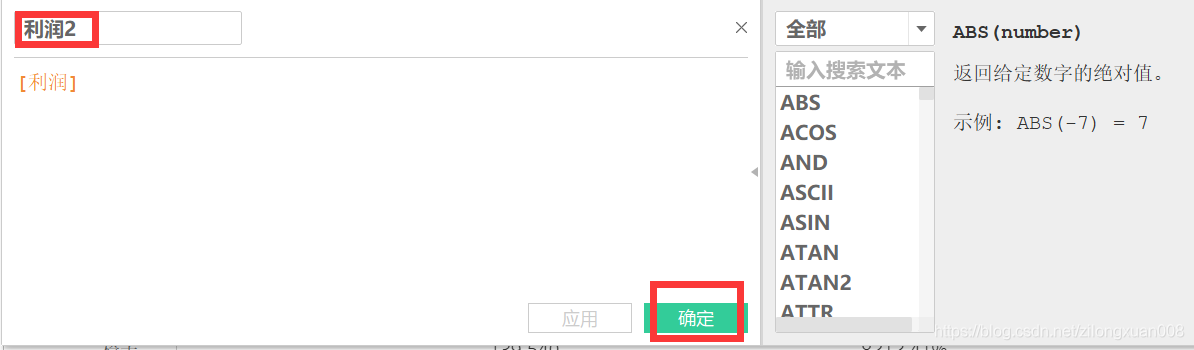 利润2
[利润]
应用
确定
全部
输入搜索文本
ABS
ACOS
AND
ASCII
ASIN
ATAN
ATAN2
ATTR
ABS(number)
返回给定数字的绝对值。
示例: ABS(-7) = 7
https://blog.csdn.net/zilongxuan008